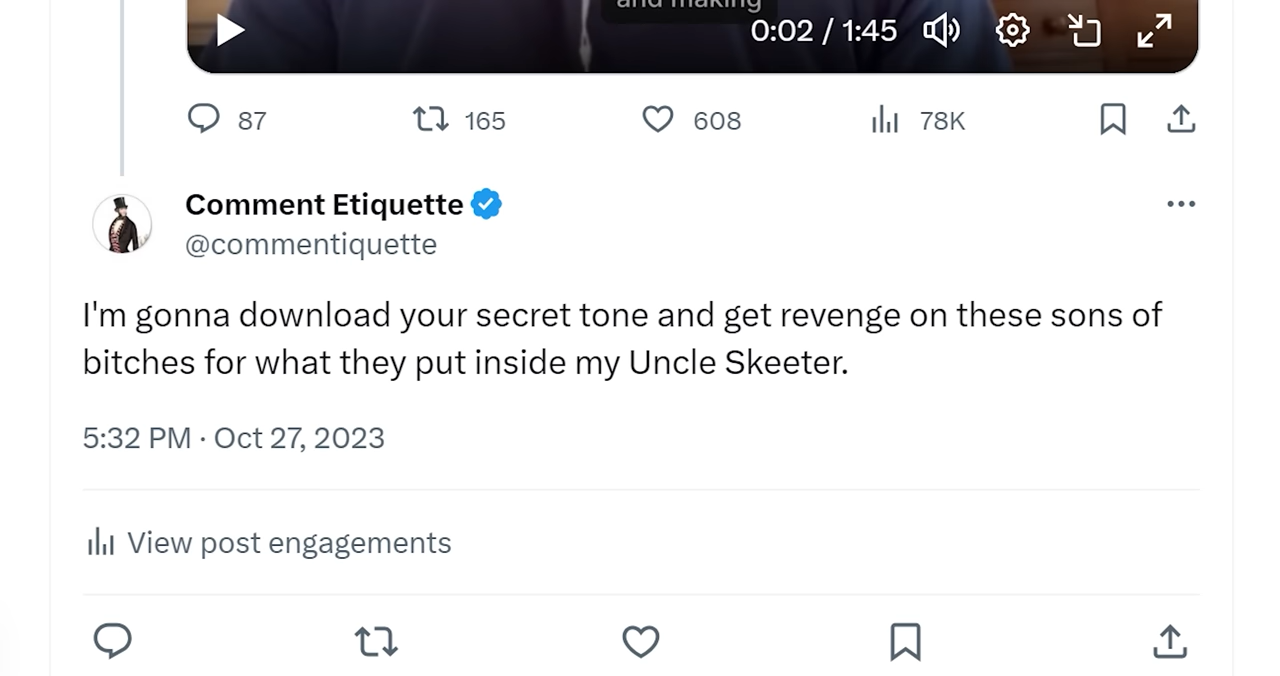 and making
0:02 / 1:45
87 165 608 78K
Comment Etiquette
@commentiquette
I'm gonna download your secret tone and get revenge on these sons of
bitches for what they put inside my Uncle Skeeter.
5:32 PM · Oct 27, 2023
View post engagements